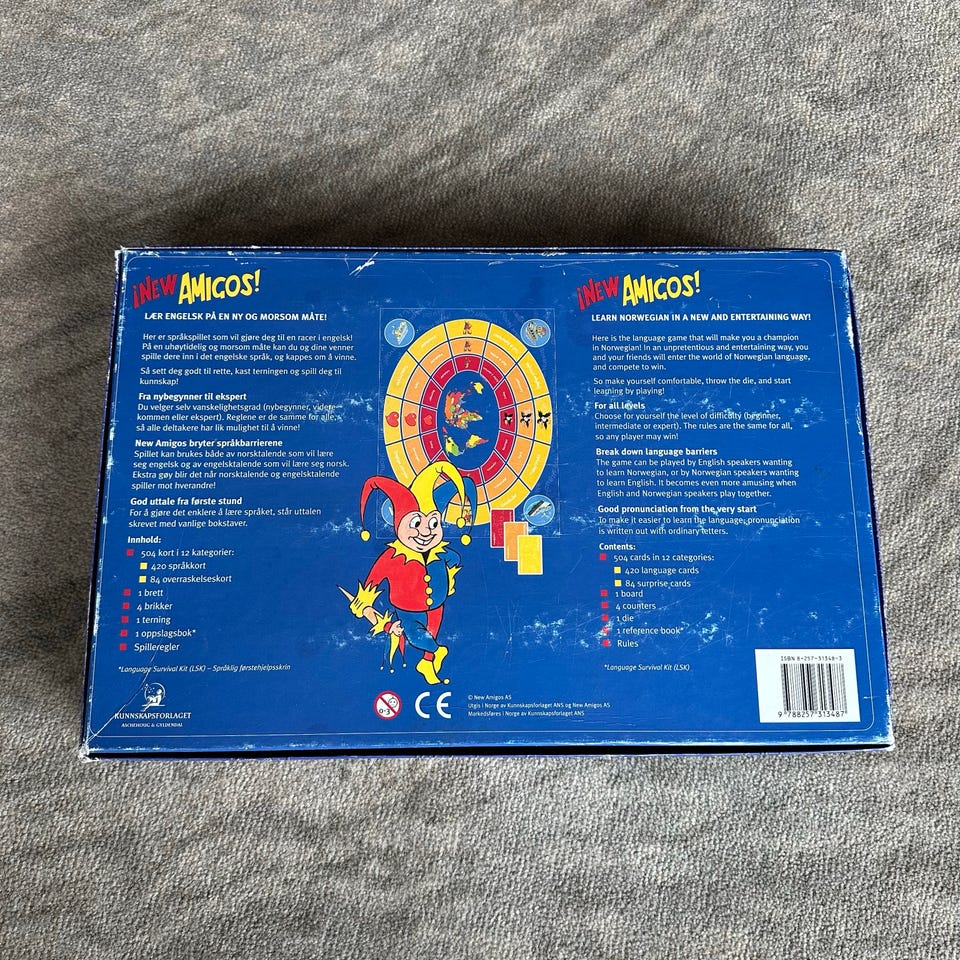 ¡NEW AMIGOS!
LÆR ENGELSK PÅ EN NY OG MORSOM MÅTE!
Her er språkspillet som vil gjøre deg til en racer i engelsk!
På en uhøytidelig og morsom måte kan du og dine venner
spille dere inn i det engelske språk, og kappes om å vinne.
Så sett deg godt til rette, kast terningen og spill deg til
kunnskap!
Fra nybegynner til ekspert
Du velger selv vanskelighetsgrad (nybegynner, videre-
kommen eller ekspert). Reglene er de samme for alle,
så alle deltakere har lik mulighet til å vinne!
New Amigos bryter språkbarrierene
Spillet kan brukes både av norsktalende som vil lære
seg engelsk og av engelsktalende som vil lære seg norsk.
Ekstra gøy blir det når norsktalende og engelsktalende
spiller mot hverandre!
God uttale fra første stund
For å gjøre det enklere å lære språket, står uttalen
skrevet med vanlige bokstaver.
Innhold:
504 kort i 12 kategorier:
420 språkkort
84 overraskelseskort
1 brett
4 brikker
1 terning
1 oppslagsbok*
Spilleregler
*Language Survival Kit (LSK) – Språklig førstehjelpsskrin
KUNNSKAPSFORLAGET
ASCHEHOUG & GYLDENDAL
0-3
CE
© New Amigos AS
Utgis i Norge av Kunnskapsforlaget ANS og New Amigos AS
Markedsføres i Norge av Kunnskapsforlaget ANS
¡NEW AMIGOS!
LEARN NORWEGIAN IN A NEW AND ENTERTAINING WAY!
Here is the language game that will make you a champion
in Norwegian! In an unpretentious and entertaining way, you
and your friends will enter the world of Norwegian language,
and compete to win.
So make yourself comfortable, throw the die, and start
learning by playing!
For all levels
Choose for yourself the level of difficulty (beginner,
intermediate or expert). The rules are the same for all,
so any player may win!
Break down language barriers
The game can be played by English speakers wanting
to learn Norwegian, or by Norwegian speakers wanting
to learn English. It becomes even more amusing when
English and Norwegian speakers play together.
Good pronunciation from the very start
To make it easier to learn the language, pronunciation
is written out with ordinary letters.
Contents:
504 cards in 12 categories:
420 language cards
84 surprise cards
1 board
4 counters
1 die
1 reference book*
Rules
*Language Survival Kit (LSK)
ISBN 8-257-31348-3
9 788257 313487